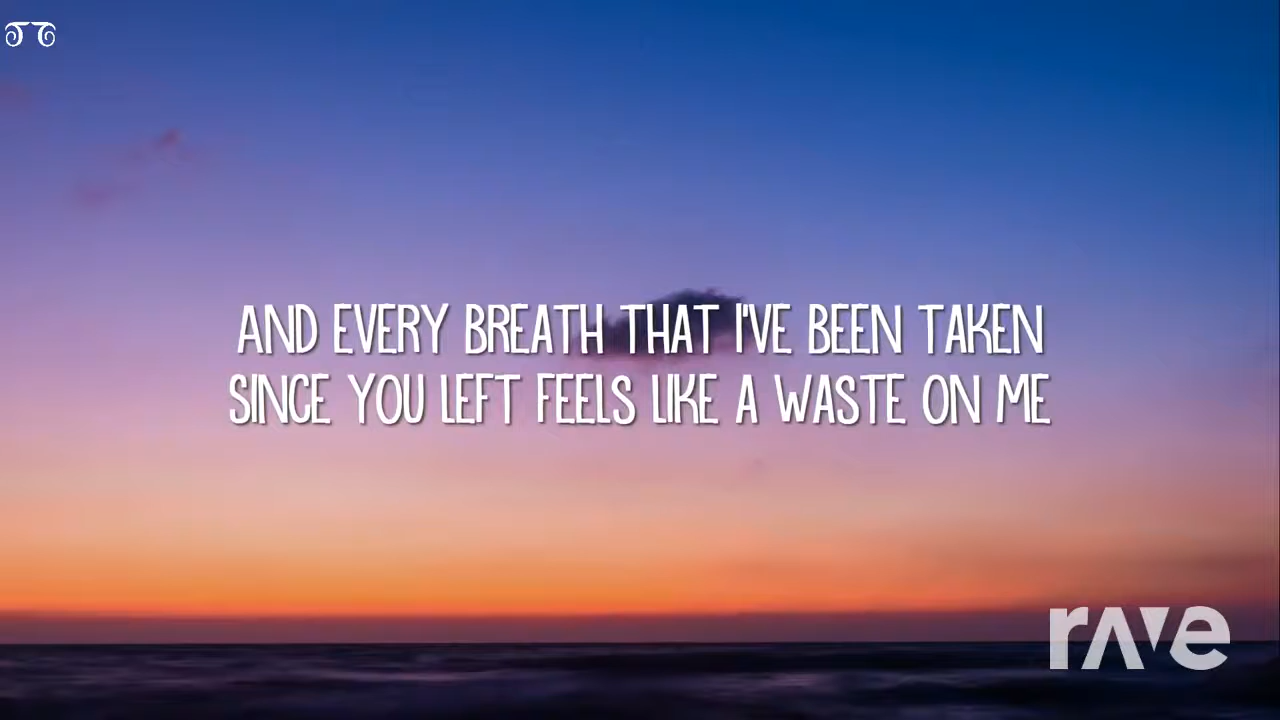 AND EVERY BREATH THAT I'VE BEEN TAKEN
SINCE YOU LEFT FEELS LIKE A WASTE ON ME
rave